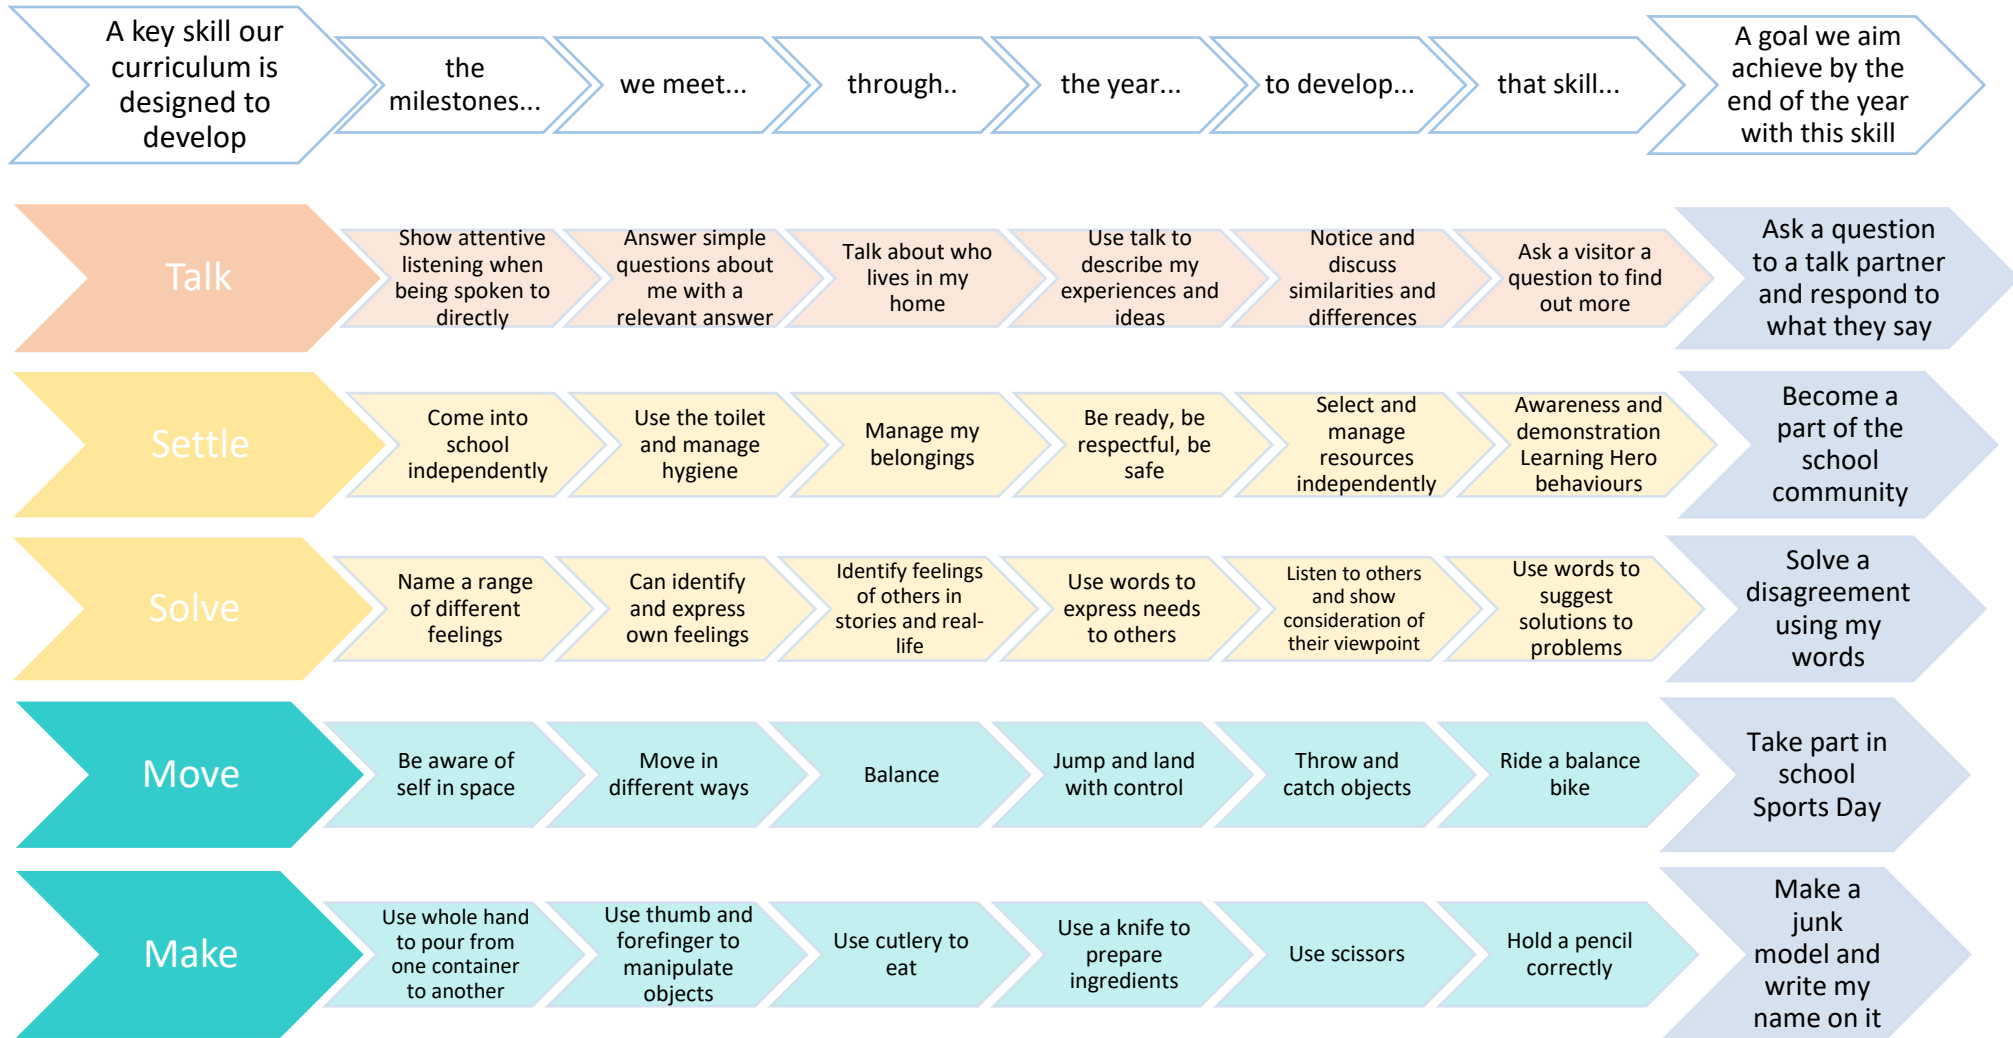 A key skill our
curriculum is
designed to
develop
the
milestones...
we meet...
through..
the year...
to develop...
that skill...
A goal we aim
achieve by the
end of the year
with this skill
Talk
Show attentive
listening when
being spoken to
directly
Answer simple
questions about
me with a
relevant answer
Talk about who
lives in my
home
Use talk to
describe my
experiences and
ideas
Notice and
discuss
similarities and
differences
Ask a visitor a
question to find
out more
Ask a question
to a talk partner
and respond to
what they say
Settle
Come into
school
independently
Use the toilet
and manage
hygiene
Manage my
belongings
Be ready, be
respectful, be
safe
Select and
manage
resources
independently
Awareness and
demonstration
Learning Hero
behaviours
Become a
part of the
school
community
Solve
Name a range
of different
feelings
Can identify
and express
own feelings
Identify feelings
of others in
stories and real-
life
Use words to
express needs
to others
Listen to others
and show
consideration of
their viewpoint
Use words to
suggest
solutions to
problems
Solve a
disagreement
using my
words
Move
Be aware of
self in space
Move in
different ways
Balance
Jump and land
with control
Throw and
catch objects
Ride a balance
bike
Take part in
school
Sports Day
Make
Use whole hand
to pour from
one container
to another
Use thumb and
forefinger to
manipulate
objects
Use cutlery to
eat
Use a knife to
prepare
ingredients
Use scissors
Hold a pencil
correctly
Make a
junk
model and
write my
name on it